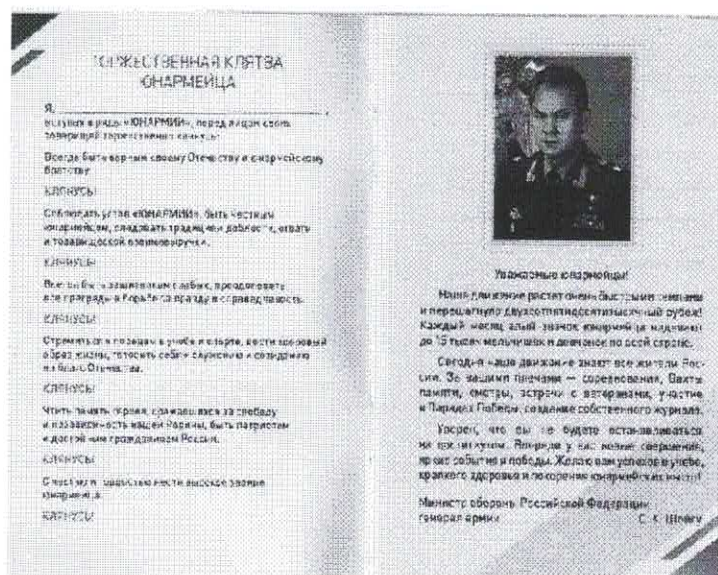 ТОРЖЕСТВЕННАЯ КЛЯТВА
ЮНАРМЕЙЦА
Я,
вступая в ряды «ЮНАРМИИ», перед лицом своих
товарищей торжественно клянусь:
Всегда быть верным своему Отечеству и юнармейскому
братству.
КЛЯНУСЬ!
Соблюдать устав «ЮНАРМИИ», быть честным
юнармейцем, следовать традициям доблести, отваги
и товарищеской взаимовыручки.
КЛЯНУСЬ!
Всегда быть защитником слабых, преодолевать
все преграды в борьбе за правду и справедливость.
КЛЯНУСЬ!
Стремиться к победам в учебе и спорте, вести здоровый
образ жизни, готовить себя к служению и созиданию
на благо Отечества.
КЛЯНУСЬ!
Чтить память героев, сражавшихся за свободу
и независимость нашей Родины, быть патриотом
и достойным гражданином России.
КЛЯНУСЬ!
С честью и гордостью нести высокое звание
юнармейца.
КЛЯНУСЬ!
Уважаемые юнармейцы!
Наше движение растет очень быстрыми темпами
и перешагнуло двухсотпятидесятитысячный рубеж!
Каждый месяц алый значок юнармейца надевают
до 15 тысяч мальчишек и девчонок по всей стране.
Сегодня наше движение знают все жители Рос-
сии. За вашими плечами — соревнования, Вахты
памяти, смотры, встречи с ветеранами, участие
в Парадах Победы, создание собственного журнала.
Уверен, что вы не будете останавливаться
на достигнутом. Впереди у вас новые свершения,
яркие события и победы. Желаю вам успехов в учебе,
крепкого здоровья и покорения юнармейских высот!
Министр обороны Российской Федерации
генерал армии С. К. Шойгу